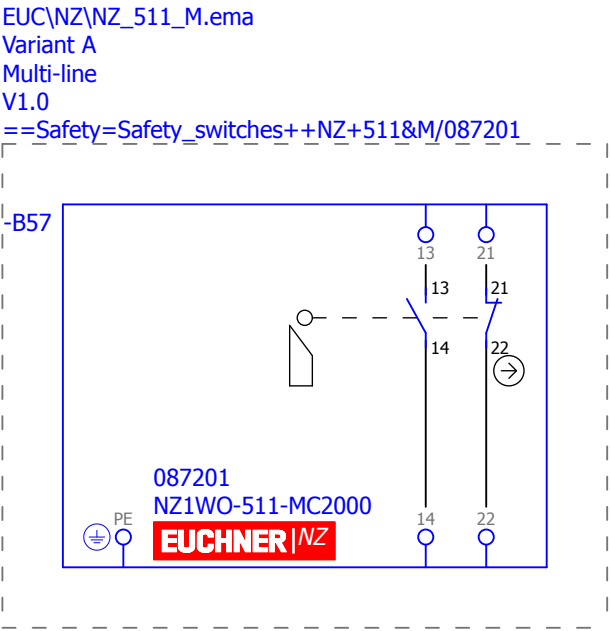 EUC\NZ\NZ_511_M.ema
Variant A
Multi-line
V1.0
==Safety=Safety_switches++NZ+511&M/087201
-B57
13 21
13 21
14 22
087201
NZ1WO-511-MC2000
PE EUCHNER|NZ 14 22